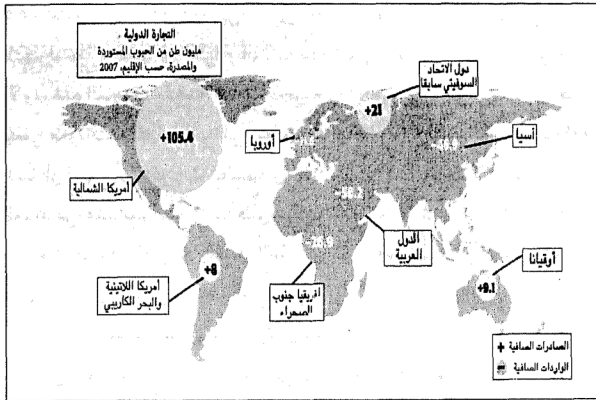 التجارة الدولية
مليون طن من الحبوب المستوردة
والمصدرة، حسب الإقليم، 2007
دول الاتحاد
السوفيتي سابقا
+21
+105.4
أوروبا
آسيا
أمريكا الشمالية
الدول
العربية
أوقيانا
+9.1
+8
أمريكا اللاتينية
والبحر الكاريبي
أفريقيا جنوب
الصحراء
+ الصادرات الصافية
- الواردات الصافية